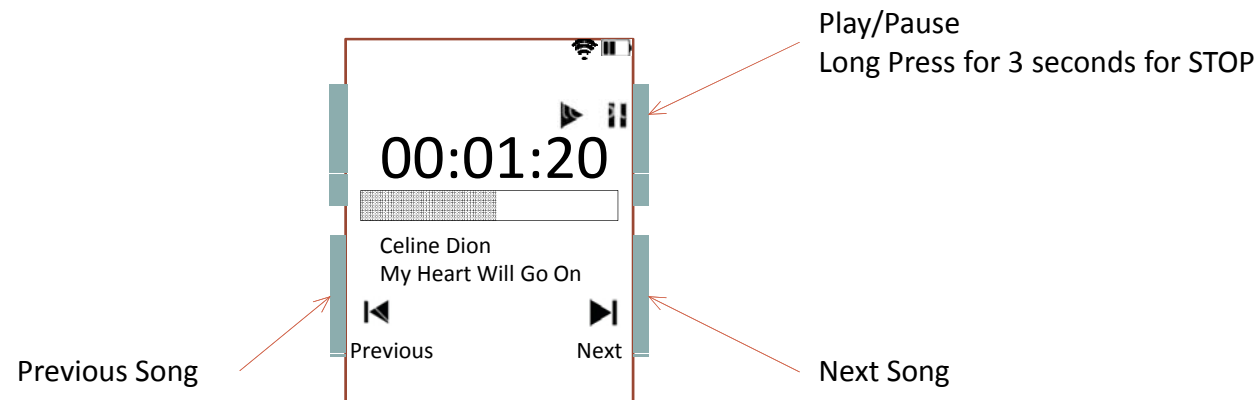 Play/Pause
Long Press for 3 seconds for STOP
00:01:20
Celine Dion
My Heart Will Go On
Previous
Next
Previous Song
Next Song